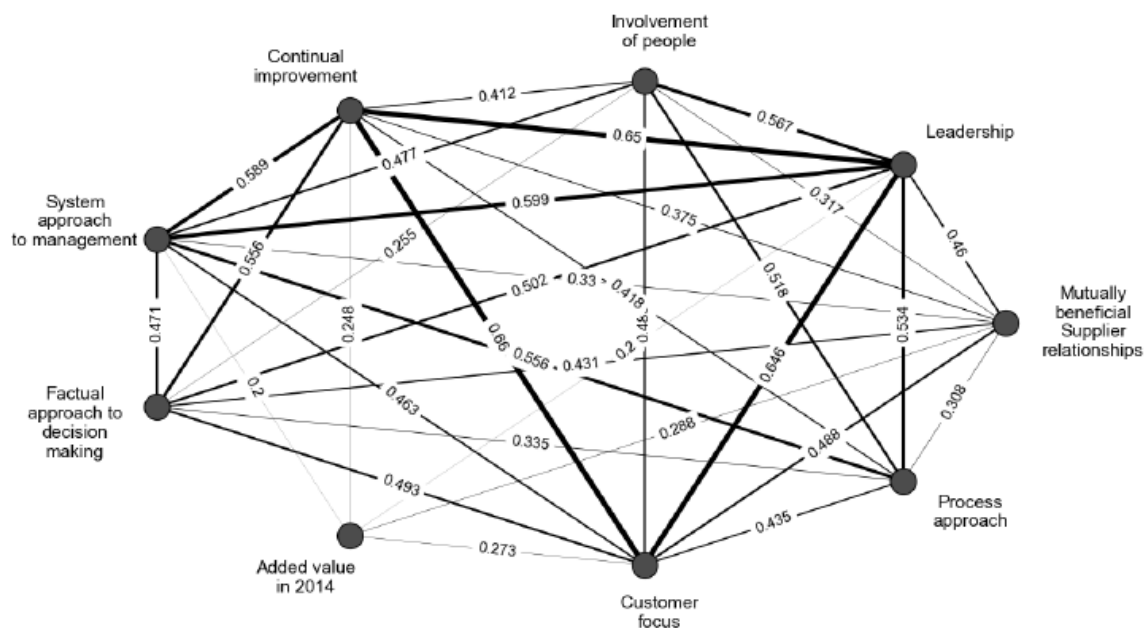 Involvement
of people
Continual
improvement
0.412
0.567
Leadership
0.65
0.477
0.589
0.317
System
approach
to management
0.599
0.375
0.46
0.255
0.556
0.518
0.502
0.33
0.418
Mutually
beneficial
Supplier
relationships
0.471
0.248
0.66
0.2
0.534
0.556
0.431
0.646
Factual
approach to
decision
making
0.2
0.463
0.288
0.308
0.335
0.488
0.493
Process
approach
0.435
0.273
Added value
in 2014
Customer
focus